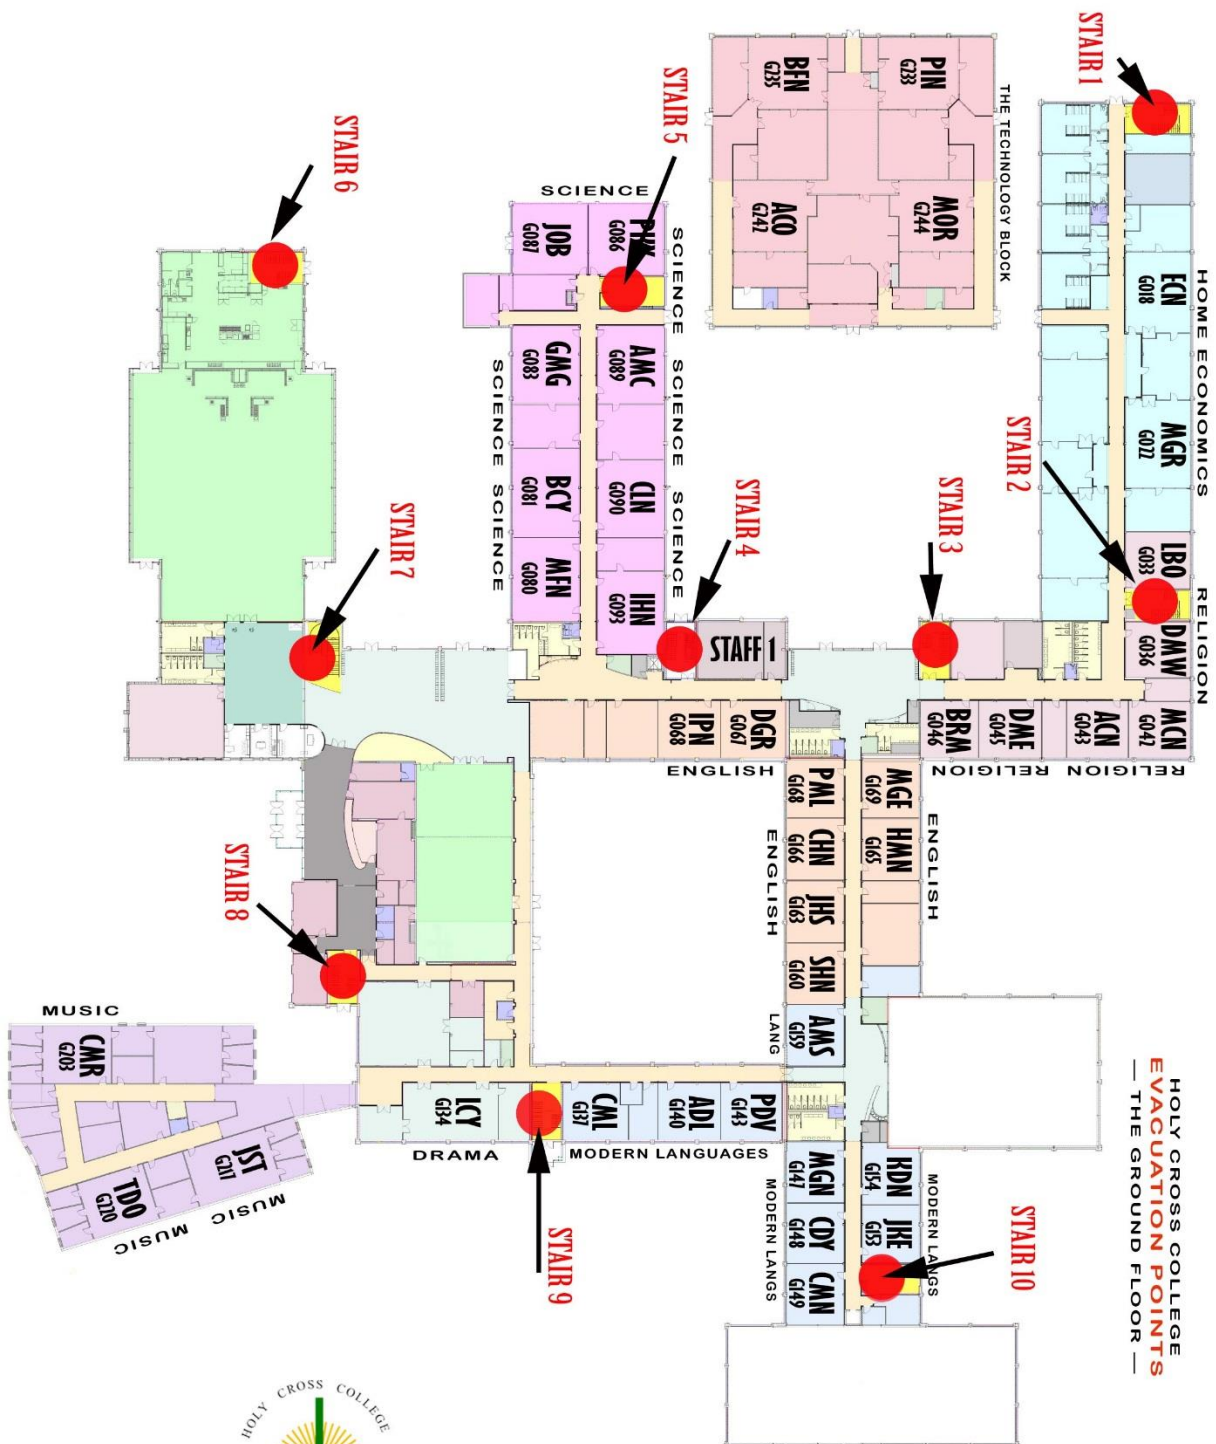 HOLY CROSS COLLEGE
EVACUATION POINTS
— THE GROUND FLOOR —
STAIR 1
HOME ECONOMICS
ECN
G018
MGR
G022
STAIR 2
LBO
G033
RELIGION
DMW
G036
MCN
G042
ACN
G043
DME
G045
BRM
G046
RELIGION
RELIGION
STAIR 3
THE TECHNOLOGY BLOCK
PIN
G233
BFN
G235
MOR
G244
ACO
G242
STAIR 5
SCIENCE
SCIENCE
SCIENCE
SCIENCE
SCIENCE
G086
JOB
G087
AMC
G089
GMG
G083
CLN
G090
BCY
G081
IHN
G093
MFN
G080
SCIENCE
SCIENCE
STAIR 4
STAFF 1
DGR
G067
IPN
G068
ENGLISH
STAIR 6
STAIR 7
STAIR 8
MGE
G169
HMN
G165
ENGLISH
PML
G168
CHN
G166
JHS
G163
SHN
G160
ENGLISH
AMS
G159
LANG
PDV
G143
ADL
G140
CML
G137
MODERN LANGUAGES
STAIR 9
LCY
G134
DRAMA
KDN
G154
JKE
G153
MODERN LANGS
STAIR 10
MGN
G147
CDY
G148
CMN
G149
MODERN LANGS
MUSIC
CMR
G203
JST
G217
TDO
G220
MUSIC
MUSIC
MUSIC
HOLY CROSS COLLEGE